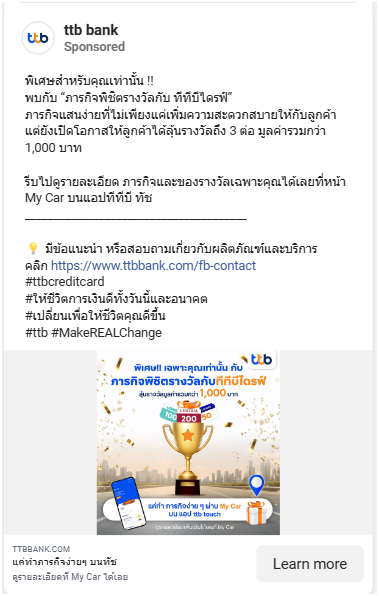 ttb
ttb bank
Sponsored
พิเศษสำหรับคุณเท่านั้น !!
พบกับ “ภารกิจพิชิตรางวัลกับ ทีทีบีไดรฟ์”
ภารกิจแสนง่ายที่ไม่เพียงแค่เพิ่มความสะดวกสบายให้กับลูกค้า
แต่ยังเปิดโอกาสให้ลูกค้าได้ลุ้นรางวัลถึง 3 ต่อ มูลค่ารวมกว่า
1,000 บาท
รีบไปดูรายละเอียด ภารกิจและของรางวัลเฉพาะคุณได้เลยที่หน้า
My Car บนแอปทีทีบี ทัช
💡 มีข้อแนะนำ หรือสอบถามเกี่ยวกับผลิตภัณฑ์และบริการ
คลิก https://www.ttbbank.com/fb-contact
#ttbcreditcard
#ให้ชีวิตการเงินดีทั้งวันนี้และอนาคต
#เปลี่ยนเพื่อให้ชีวิตคุณดีขึ้น
#ttb #MakeREALChange
ttb
พิเศษ!! เฉพาะคุณเท่านั้น กับ
ภารกิจพิชิตรางวัลกับทีทีบีไดรฟ์
ลุ้นรางวัลมูลค่ารวมกว่า 1,000 บาท
CENTRAL
100 200 50
แค่ทำ ภารกิจง่าย ๆ ผ่าน My Car
บน แอป ttb touch
TTBBANK.COM
แค่ทำภารกิจง่ายๆ บนทัช
ดูรายละเอียดที่ My Car ได้เลย
Learn more